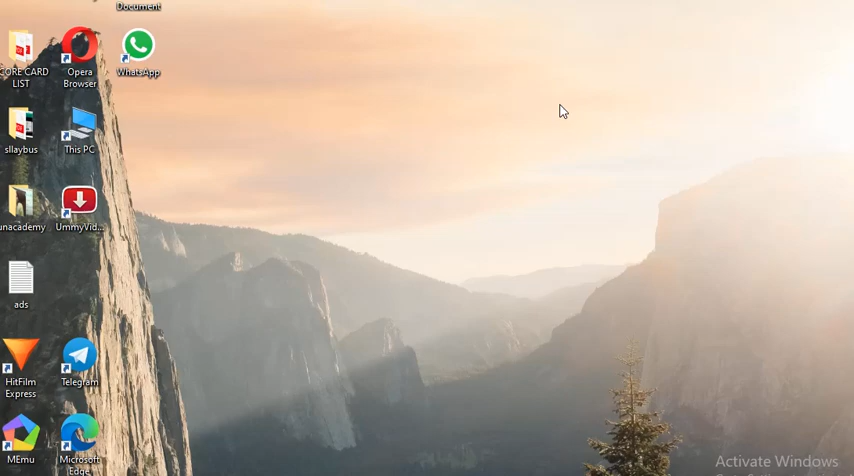 Document
CORE CARD
LIST
Opera
Browser
WhatsApp
sllaybus
This PC
unacademy
UmmyVid...
ads
HitFilm
Express
Telegram
MEmu
Microsoft
Edge
Activate Windows